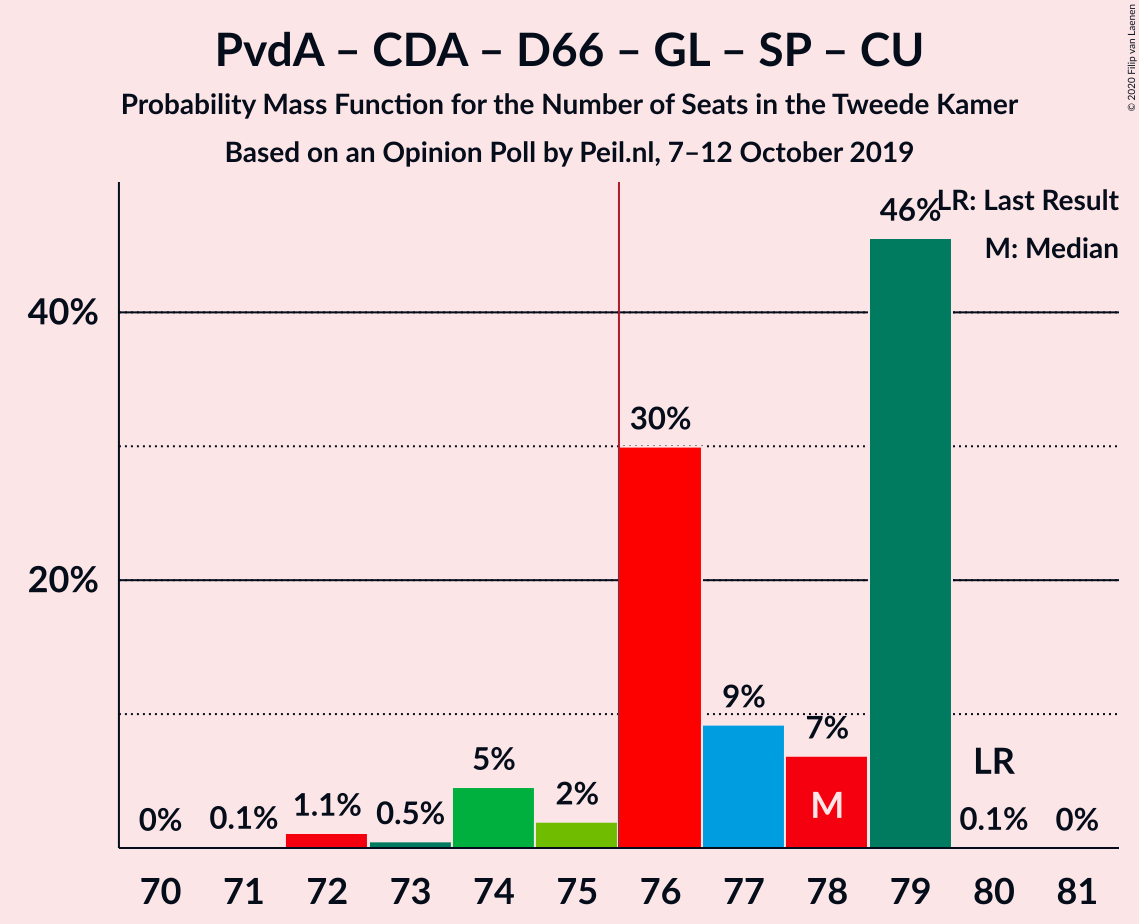 PvdA – CDA – D66 – GL – SP – CU
Probability Mass Function for the Number of Seats in the Tweede Kamer
Based on an Opinion Poll by Peil.nl, 7–12 October 2019
© 2020 Filip van Laenen
LR: Last Result
M: Median
40%
20%
0%
0.1%
1.1%
0.5%
5%
2%
30%
9%
7%
M
46%
LR
0.1%
0%
70 71 72 73 74 75 76 77 78 79 80 81